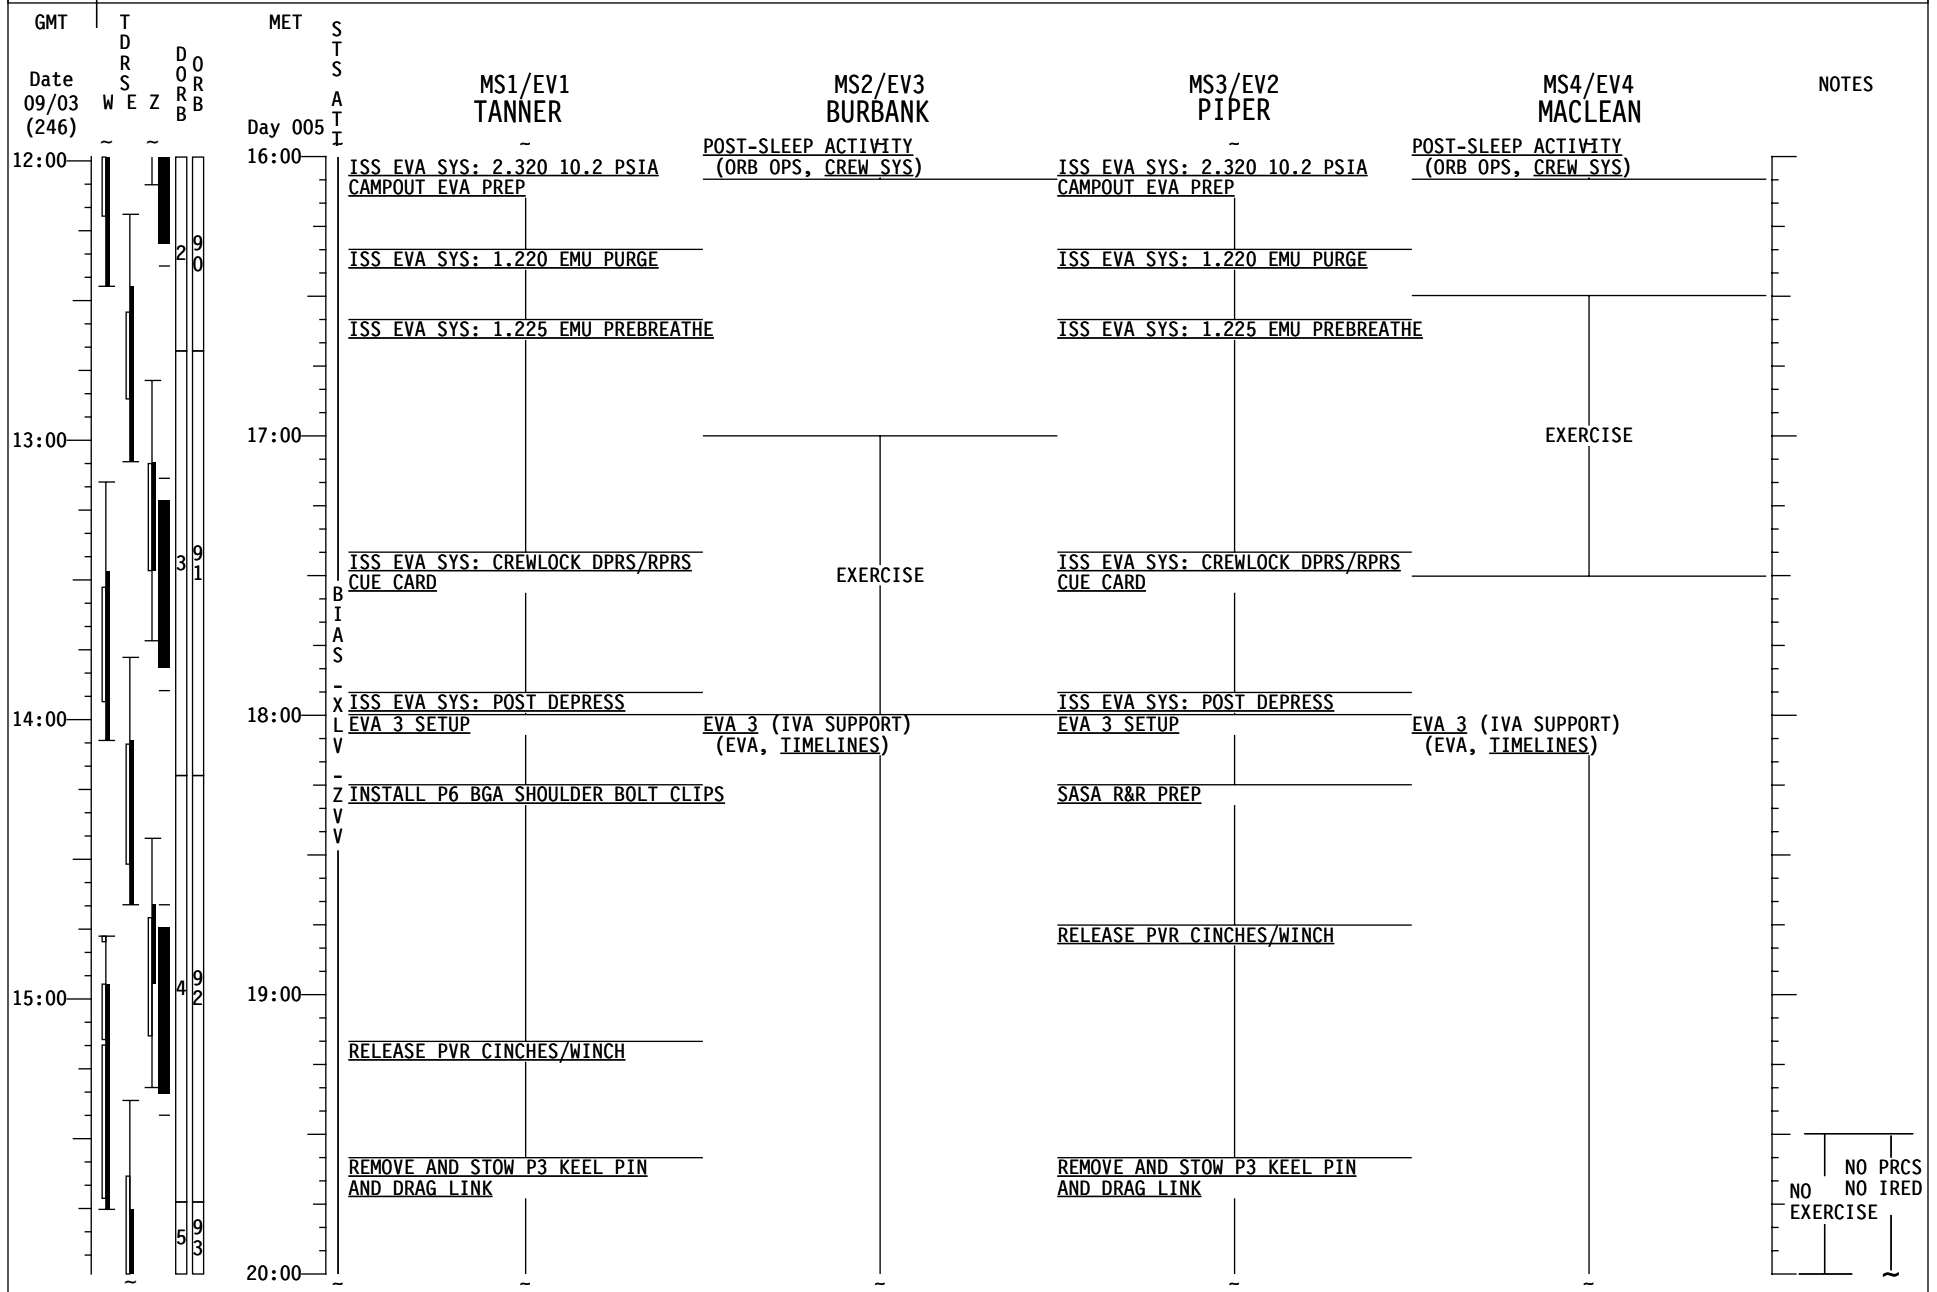 GMT
TDRS
MET
STS ATT
DORB
ORB
Date
09/03
(246)
W E Z
Day 005
MS1/EV1
TANNER
MS2/EV3
BURBANK
MS3/EV2
PIPER
MS4/EV4
MACLEAN
NOTES
12:00
16:00
ISS EVA SYS: 2.320 10.2 PSIA
CAMPOUT EVA PREP
POST-SLEEP ACTIVITY
(ORB OPS, CREW SYS)
ISS EVA SYS: 2.320 10.2 PSIA
CAMPOUT EVA PREP
POST-SLEEP ACTIVITY
(ORB OPS, CREW SYS)
2
90
ISS EVA SYS: 1.220 EMU PURGE
ISS EVA SYS: 1.220 EMU PURGE
ISS EVA SYS: 1.225 EMU PREBREATHE
ISS EVA SYS: 1.225 EMU PREBREATHE
13:00
17:00
EXERCISE
3
91
ISS EVA SYS: CREWLOCK DPRS/RPRS
CUE CARD
EXERCISE
ISS EVA SYS: CREWLOCK DPRS/RPRS
CUE CARD
BIAS -XLV -ZVV
ISS EVA SYS: POST DEPRESS
ISS EVA SYS: POST DEPRESS
14:00
18:00
EVA 3 SETUP
EVA 3 (IVA SUPPORT)
(EVA, TIMELINES)
EVA 3 SETUP
EVA 3 (IVA SUPPORT)
(EVA, TIMELINES)
INSTALL P6 BGA SHOULDER BOLT CLIPS
SASA R&R PREP
RELEASE PVR CINCHES/WINCH
4
92
15:00
19:00
RELEASE PVR CINCHES/WINCH
REMOVE AND STOW P3 KEEL PIN
AND DRAG LINK
REMOVE AND STOW P3 KEEL PIN
AND DRAG LINK
NO PRCS
NO IRED
NO
EXERCISE
5
93
20:00